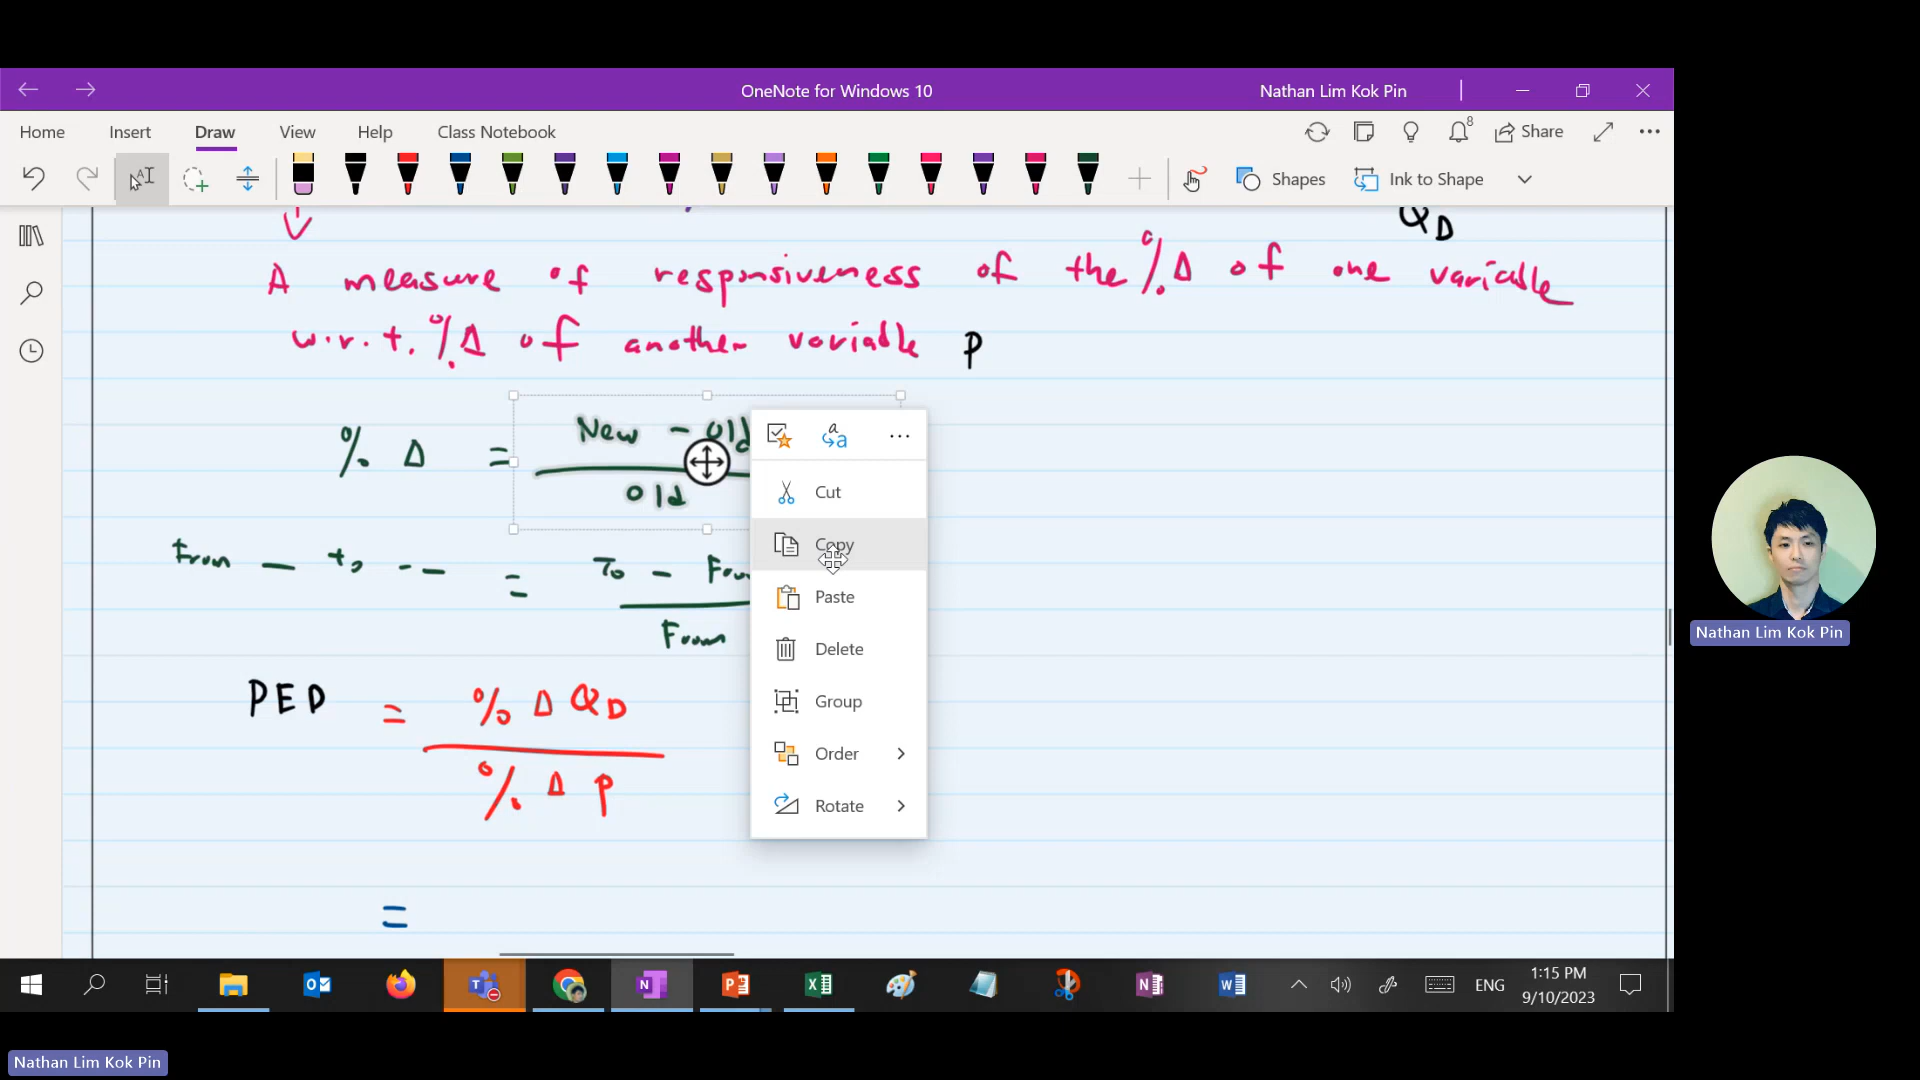 OneNote for Windows 10
Nathan Lim Kok Pin
Home Insert Draw View Help Class Notebook
8
Share
Shapes
Ink to Shape
QD
A measure of responsiveness of the %Δ of one variable
w.r.t. %Δ of another variable P
% Δ = New - Old
Old
From — to -- = To - From
From
PED = % Δ QD
% Δ P
=
a
a
Cut
Copy
Paste
Delete
Group
Order
Rotate
Nathan Lim Kok Pin
ENG
1:15 PM
9/10/2023
Nathan Lim Kok Pin